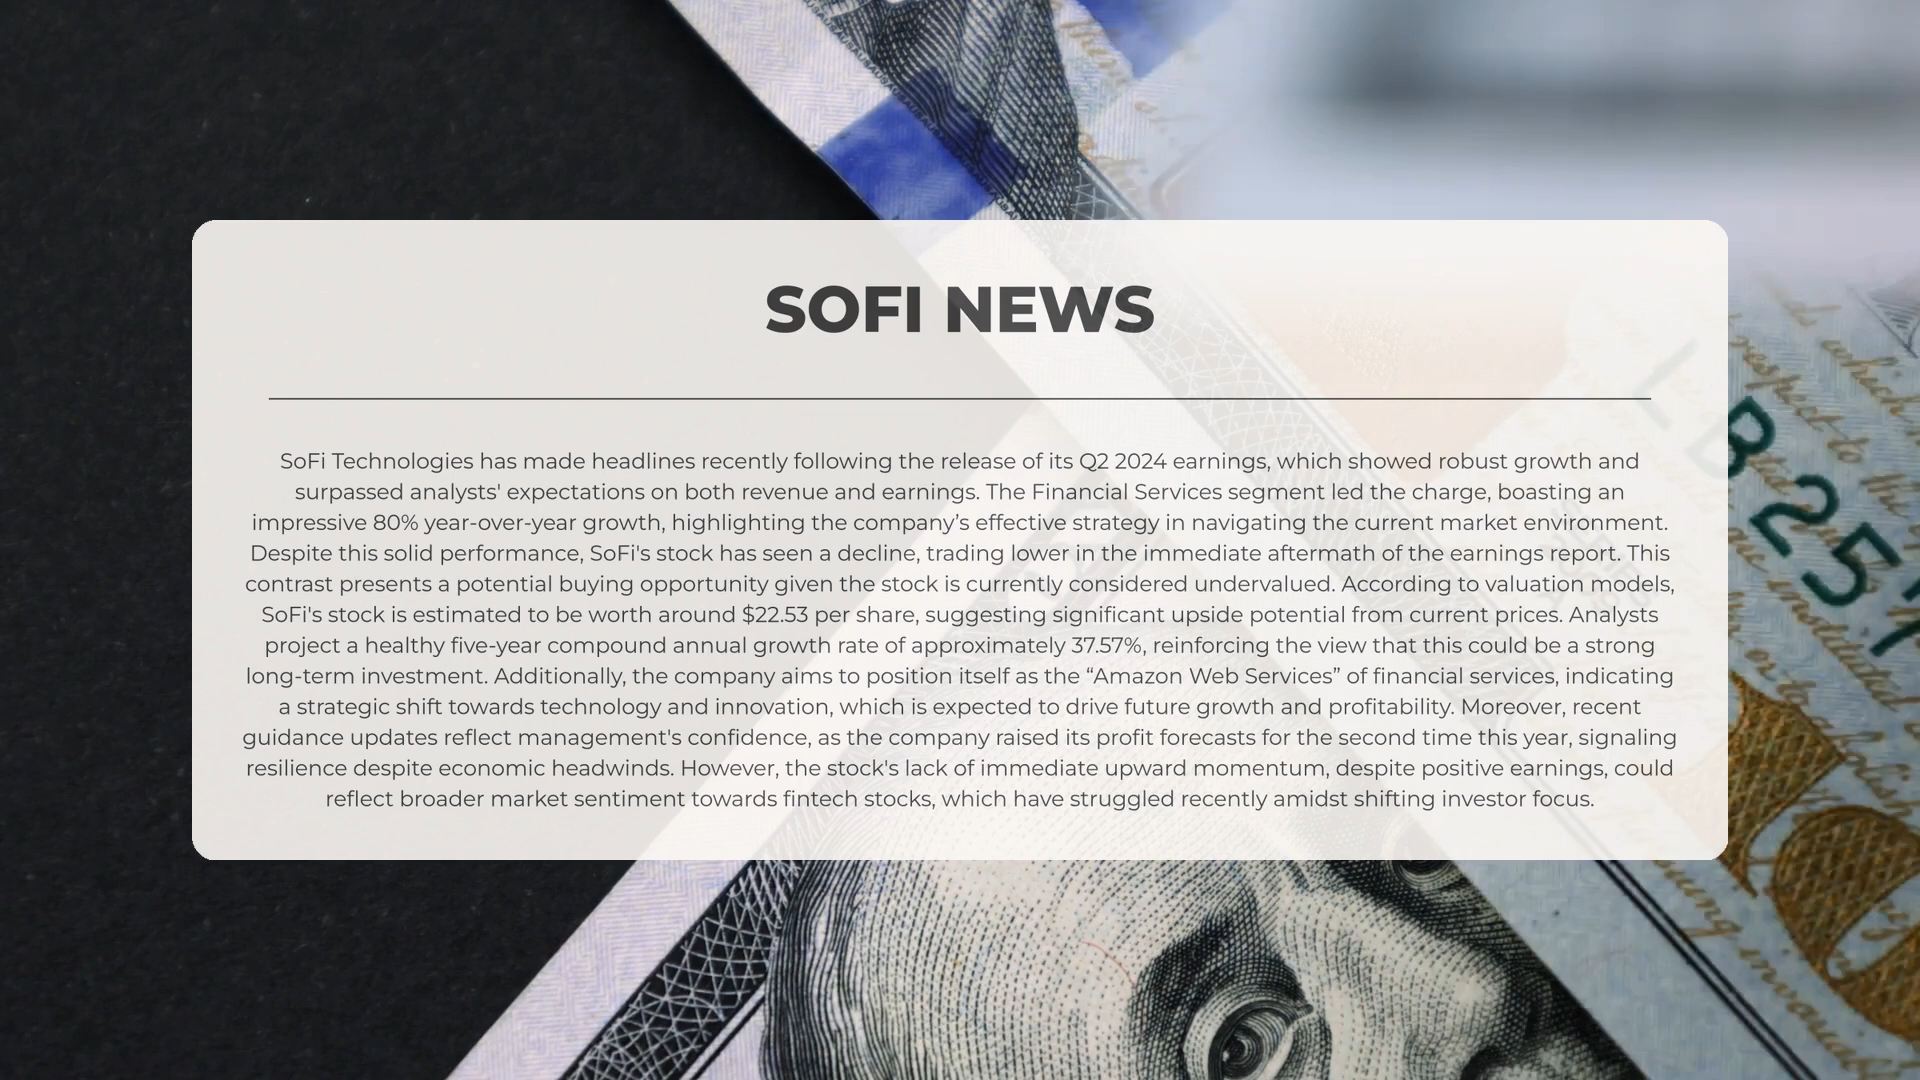 SOFI NEWS
SoFi Technologies has made headlines recently following the release of its Q2 2024 earnings, which showed robust growth and
surpassed analysts' expectations on both revenue and earnings. The Financial Services segment led the charge, boasting an
impressive 80% year-over-year growth, highlighting the company’s effective strategy in navigating the current market environment.
Despite this solid performance, SoFi's stock has seen a decline, trading lower in the immediate aftermath of the earnings report. This
contrast presents a potential buying opportunity given the stock is currently considered undervalued. According to valuation models,
SoFi's stock is estimated to be worth around $22.53 per share, suggesting significant upside potential from current prices. Analysts
project a healthy five-year compound annual growth rate of approximately 37.57%, reinforcing the view that this could be a strong
long-term investment. Additionally, the company aims to position itself as the “Amazon Web Services” of financial services, indicating
a strategic shift towards technology and innovation, which is expected to drive future growth and profitability. Moreover, recent
guidance updates reflect management's confidence, as the company raised its profit forecasts for the second time this year, signaling
resilience despite economic headwinds. However, the stock's lack of immediate upward momentum, despite positive earnings, could
reflect broader market sentiment towards fintech stocks, which have struggled recently amidst shifting investor focus.